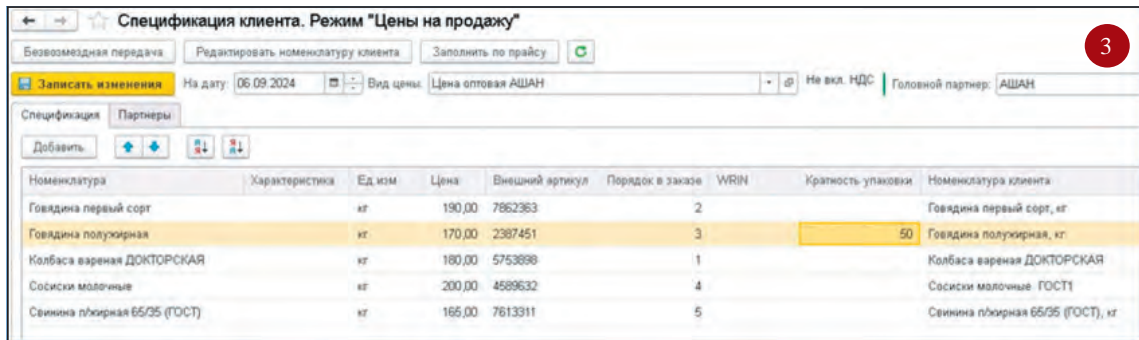 Спецификация клиента. Режим "Цены на продажу"
3
Безвозмездная передача Редактировать номенклатуру клиента Заполнить по прайсу
Записать изменения На дату: 06.09.2024 Вид цены: Цена оптовая АШАН Не вкл. НДС Головной партнер: АШАН
Спецификация Партнеры
Добавить
Номенклатура Характеристика Ед.изм Цена Внешний артикул Порядок в заказе WRIN Кратность упаковки Номенклатура клиента
Говядина первый сорт кг 190,00 7862363 2 Говядина первый сорт, кг
Говядина полужирная кг 170,00 2387451 3 50 Говядина полужирная, кг
Колбаса вареная ДОКТОРСКАЯ кг 180,00 5753898 1 Колбаса вареная ДОКТОРСКАЯ
Сосиски молочные кг 200,00 4589632 4 Сосиски молочные ГОСТ1
Свинина п/жирная 65/35 (ГОСТ) кг 165,00 7613311 5 Свинина п/жирная 65/35 (ГОСТ), кг